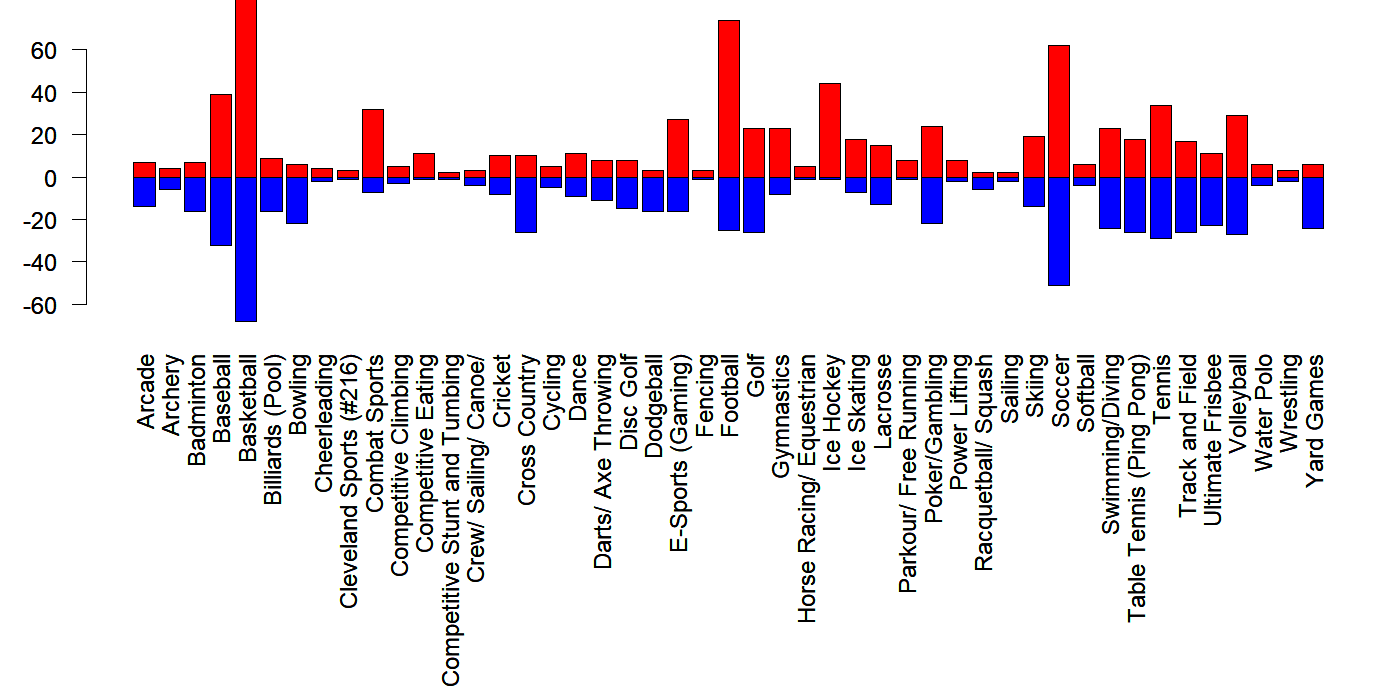 60
40
20
0
-20
-40
-60
Arcade
Archery
Badminton
Baseball
Basketball
Billiards (Pool)
Bowling
Cheerleading
Cleveland Sports (#216)
Combat Sports
Competitive Climbing
Competitive Eating
Competitive Stunt and Tumbing
Crew/ Sailing/ Canoe/
Cricket
Cross Country
Cycling
Dance
Darts/ Axe Throwing
Disc Golf
Dodgeball
E-Sports (Gaming)
Fencing
Football
Golf
Gymnastics
Horse Racing/ Equestrian
Ice Hockey
Ice Skating
Lacrosse
Parkour/ Free Running
Poker/Gambling
Power Lifting
Racquetball/ Squash
Sailing
Skiing
Soccer
Softball
Swimming/Diving
Table Tennis (Ping Pong)
Tennis
Track and Field
Ultimate Frisbee
Volleyball
Water Polo
Wrestling
Yard Games